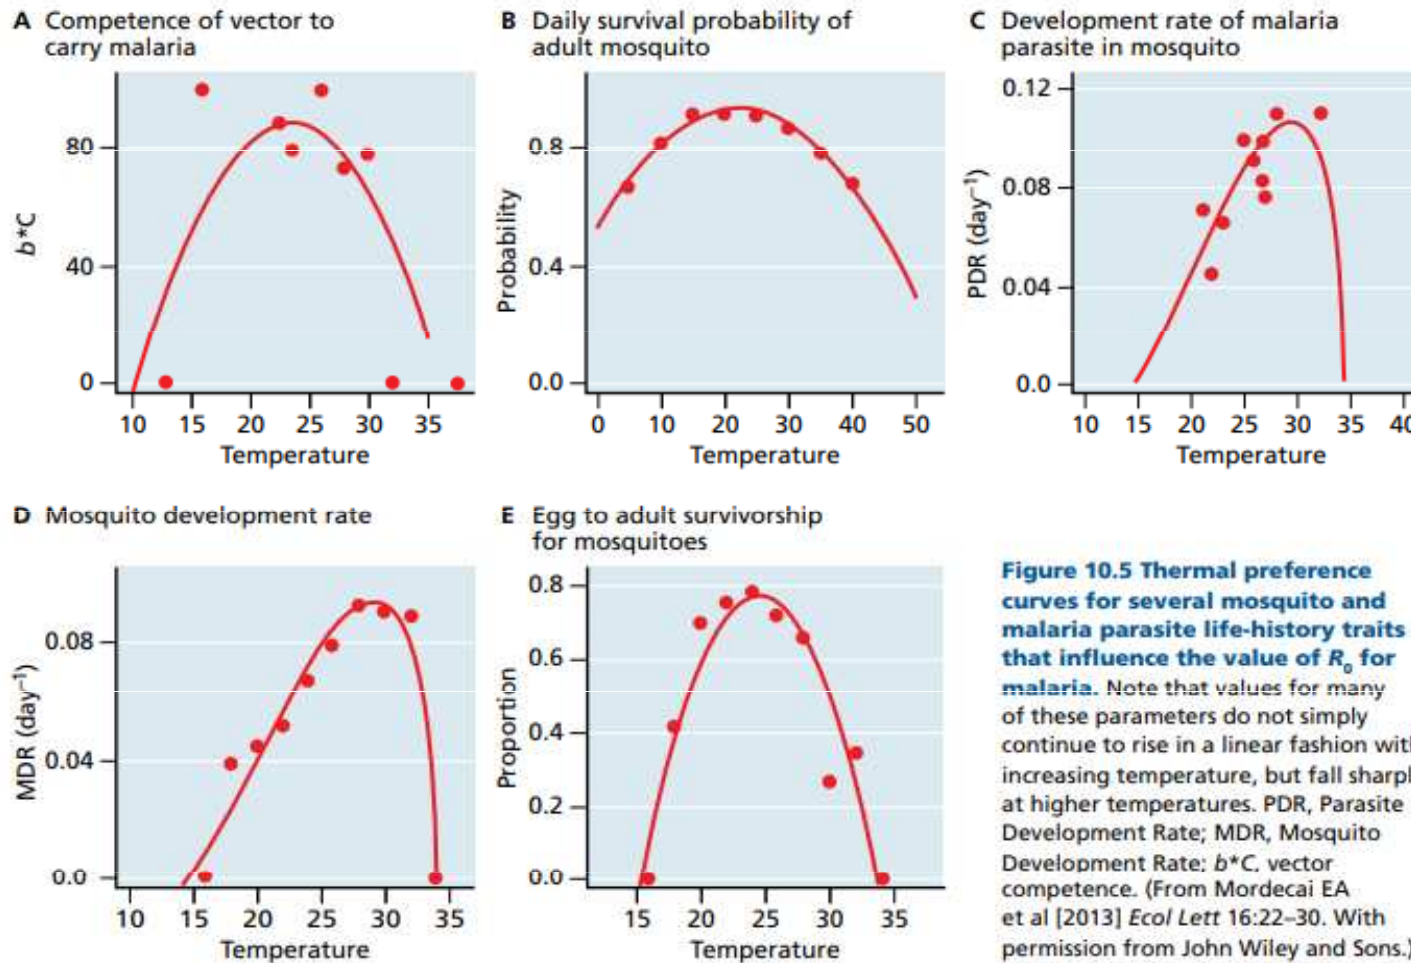 A Competence of vector to
carry malaria
80
40
0
b*C
10 15 20 25 30 35
Temperature
B Daily survival probability of
adult mosquito
0.8
0.4
0.0
Probability
0 10 20 30 40 50
Temperature
C Development rate of malaria
parasite in mosquito
0.12
0.08
0.04
0.0
PDR (day⁻¹)
10 15 20 25 30 35 40
Temperature
D Mosquito development rate
0.08
0.04
0.0
MDR (day⁻¹)
10 15 20 25 30 35
Temperature
E Egg to adult survivorship
for mosquitoes
0.8
0.6
0.4
0.2
0.0
Proportion
15 20 25 30 35
Temperature
Figure 10.5 Thermal preference
curves for several mosquito and
malaria parasite life-history traits
that influence the value of R₀ for
malaria. Note that values for many
of these parameters do not simply
continue to rise in a linear fashion with
increasing temperature, but fall sharpl
at higher temperatures. PDR, Parasite
Development Rate; MDR, Mosquito
Development Rate; b*C, vector
competence. (From Mordecai EA
et al [2013] Ecol Lett 16:22–30. With
permission from John Wiley and Sons.)